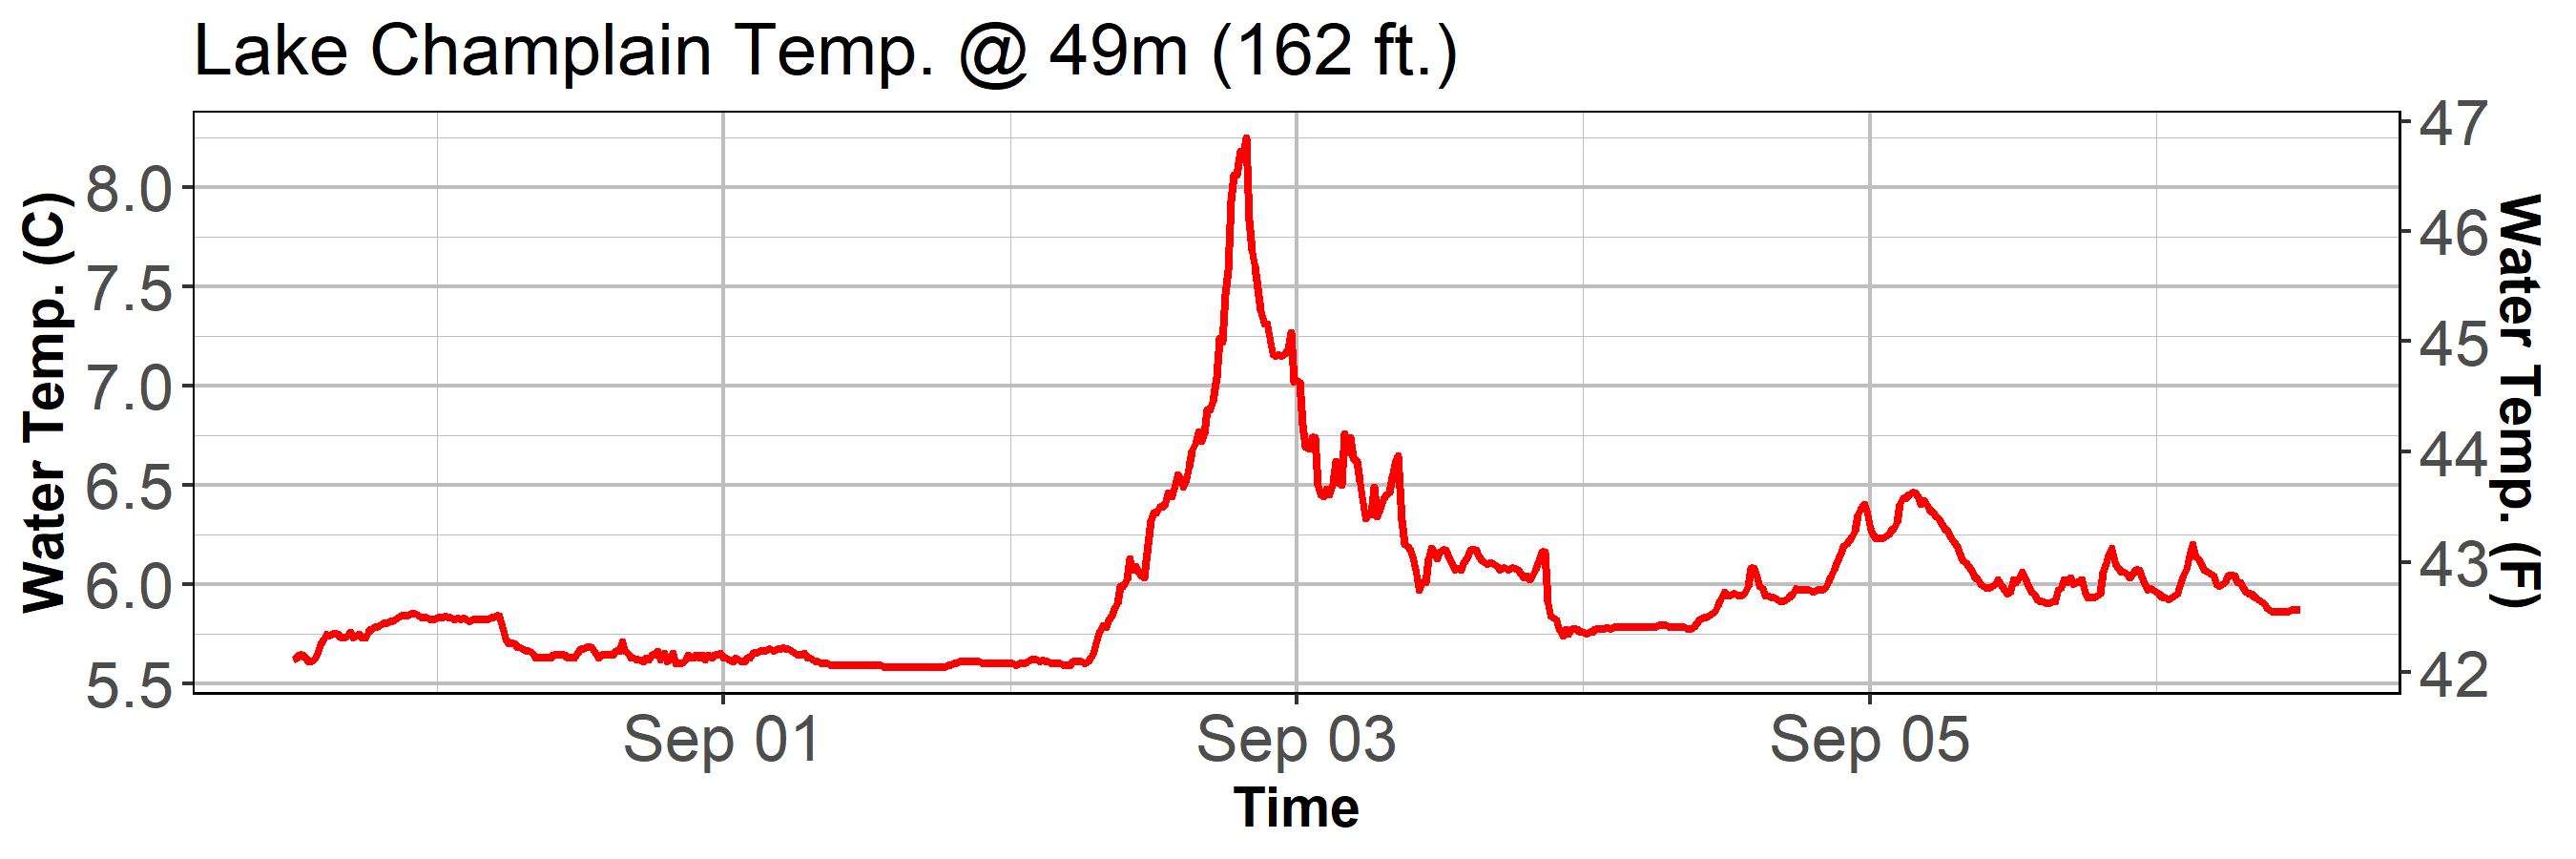 Lake Champlain Temp. @ 49m (162 ft.)
Water Temp. (C)
8.0
7.5
7.0
6.5
6.0
5.5
47
46
45
44
43
42
Water Temp. (F)
Sep 01
Sep 03
Sep 05
Time